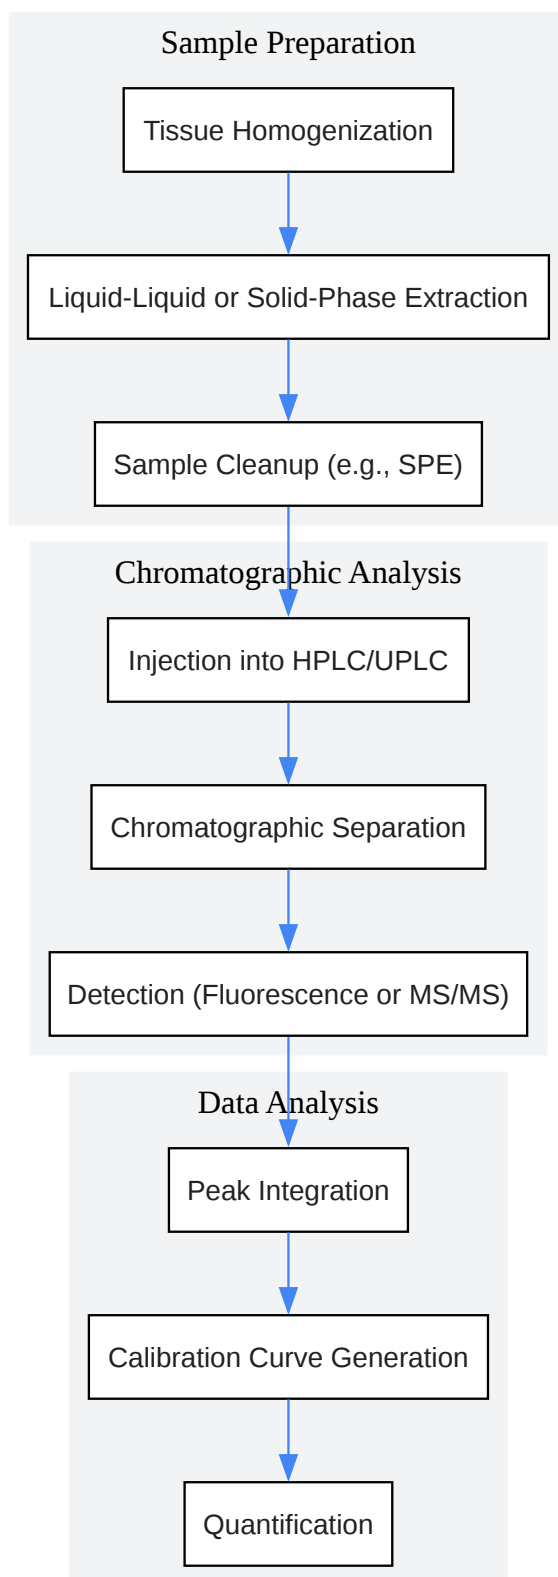 Sample Preparation
Tissue Homogenization
Liquid-Liquid or Solid-Phase Extraction
Sample Cleanup (e.g., SPE)
Chromatographic Analysis
Injection into HPLC/UPLC
Chromatographic Separation
Detection (Fluorescence or MS/MS)
Data Analysis
Peak Integration
Calibration Curve Generation
Quantification